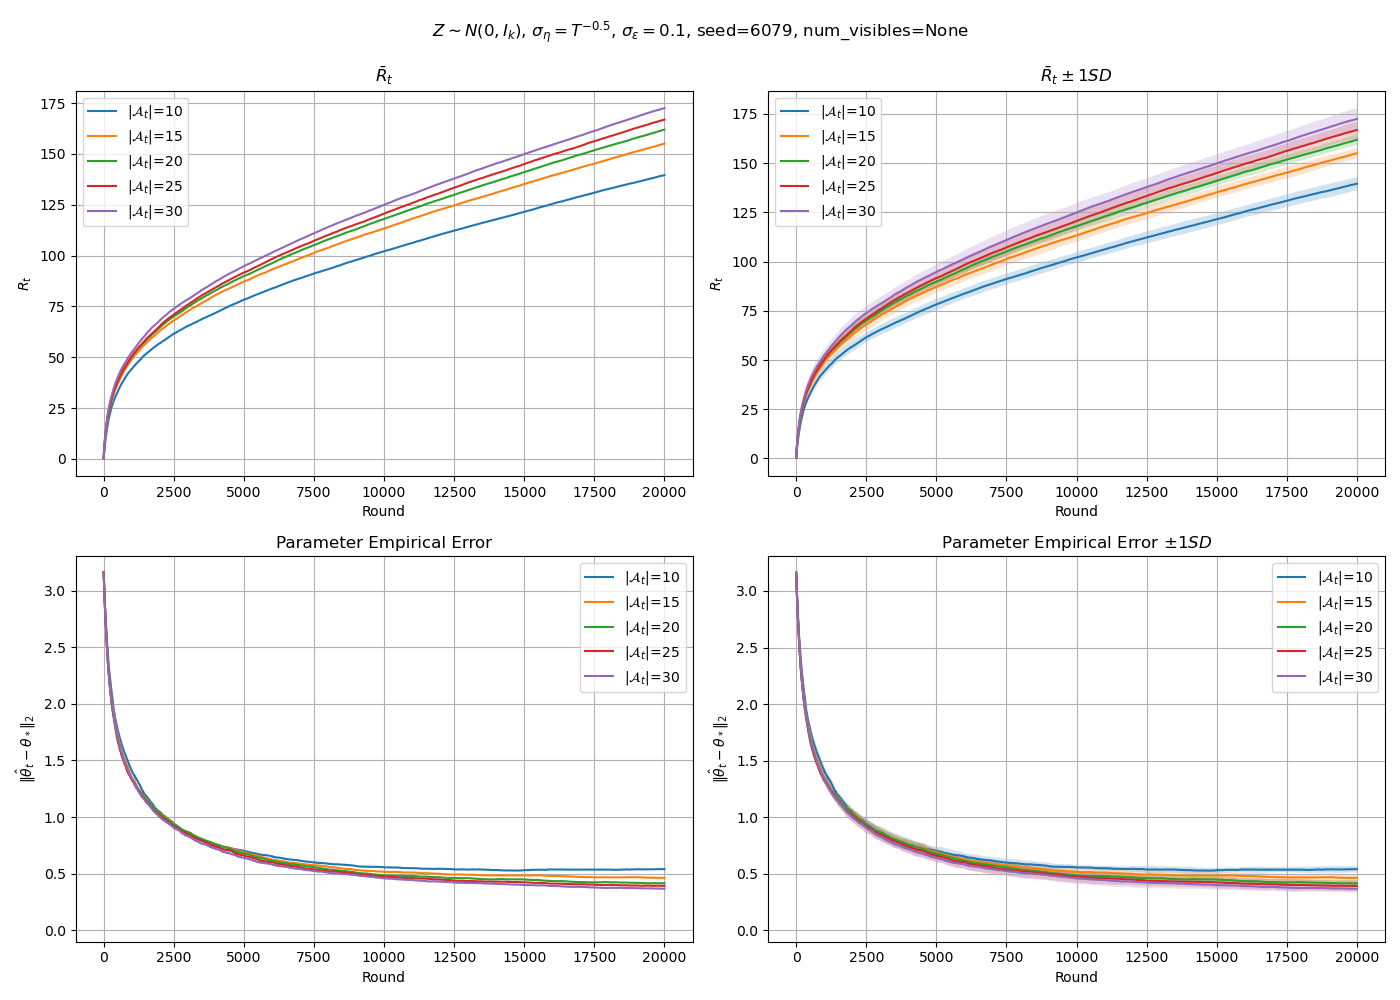 Z ~ N(0, I_k), σ_η = T^{-0.5}, σ_ε = 0.1, seed=6079, num_visibles=None
R̄_t
R_t
175
150
125
100
75
50
25
0
|𝒜_t|=10
|𝒜_t|=15
|𝒜_t|=20
|𝒜_t|=25
|𝒜_t|=30
0 2500 5000 7500 10000 12500 15000 17500 20000
Round
R̄_t ± 1SD
R_t
175
150
125
100
75
50
25
0
|𝒜_t|=10
|𝒜_t|=15
|𝒜_t|=20
|𝒜_t|=25
|𝒜_t|=30
0 2500 5000 7500 10000 12500 15000 17500 20000
Round
Parameter Empirical Error
‖θ̂_t − θ_*‖_2
3.0
2.5
2.0
1.5
1.0
0.5
0.0
|𝒜_t|=10
|𝒜_t|=15
|𝒜_t|=20
|𝒜_t|=25
|𝒜_t|=30
0 2500 5000 7500 10000 12500 15000 17500 20000
Round
Parameter Empirical Error ±1SD
‖θ̂_t − θ_*‖_2
3.0
2.5
2.0
1.5
1.0
0.5
0.0
|𝒜_t|=10
|𝒜_t|=15
|𝒜_t|=20
|𝒜_t|=25
|𝒜_t|=30
0 2500 5000 7500 10000 12500 15000 17500 20000
Round